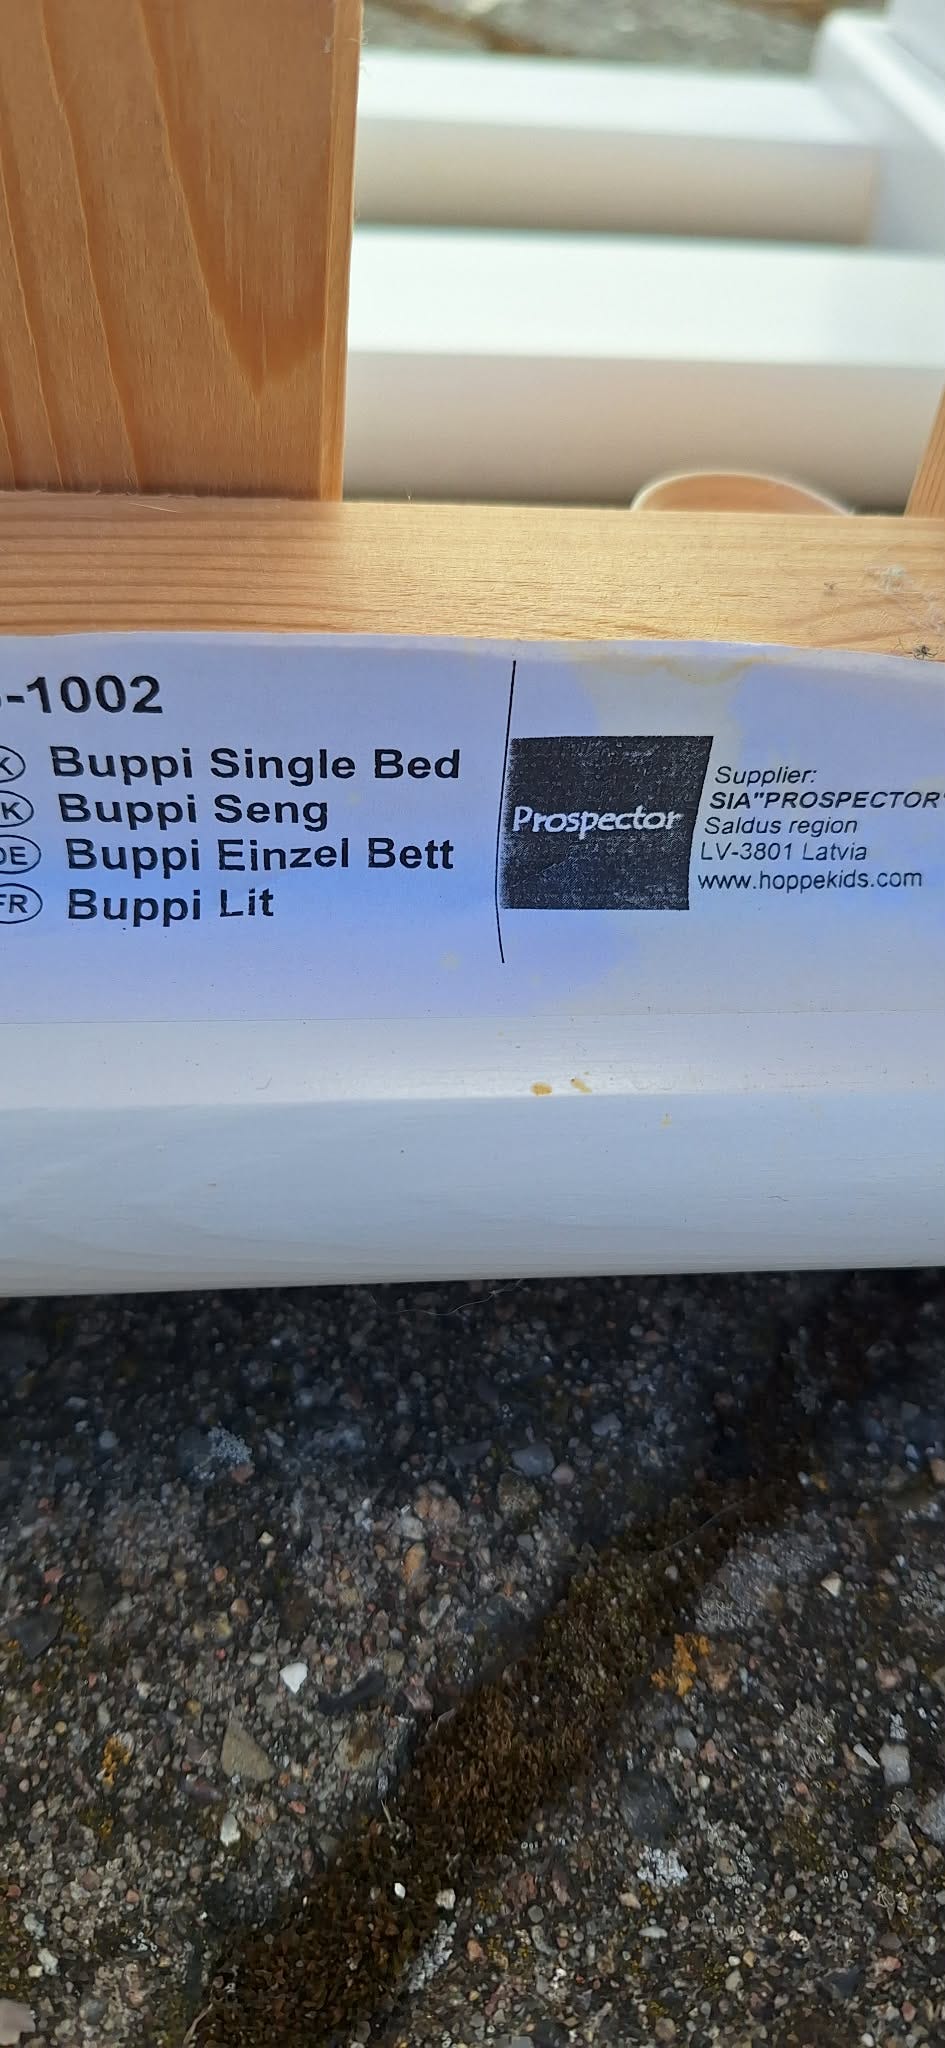 -1002
K Buppi Single Bed
K Buppi Seng
DE Buppi Einzel Bett
FR Buppi Lit
Prospector
Supplier:
SIA"PROSPECTOR"
Saldus region
LV-3801 Latvia
www.hoppekids.com